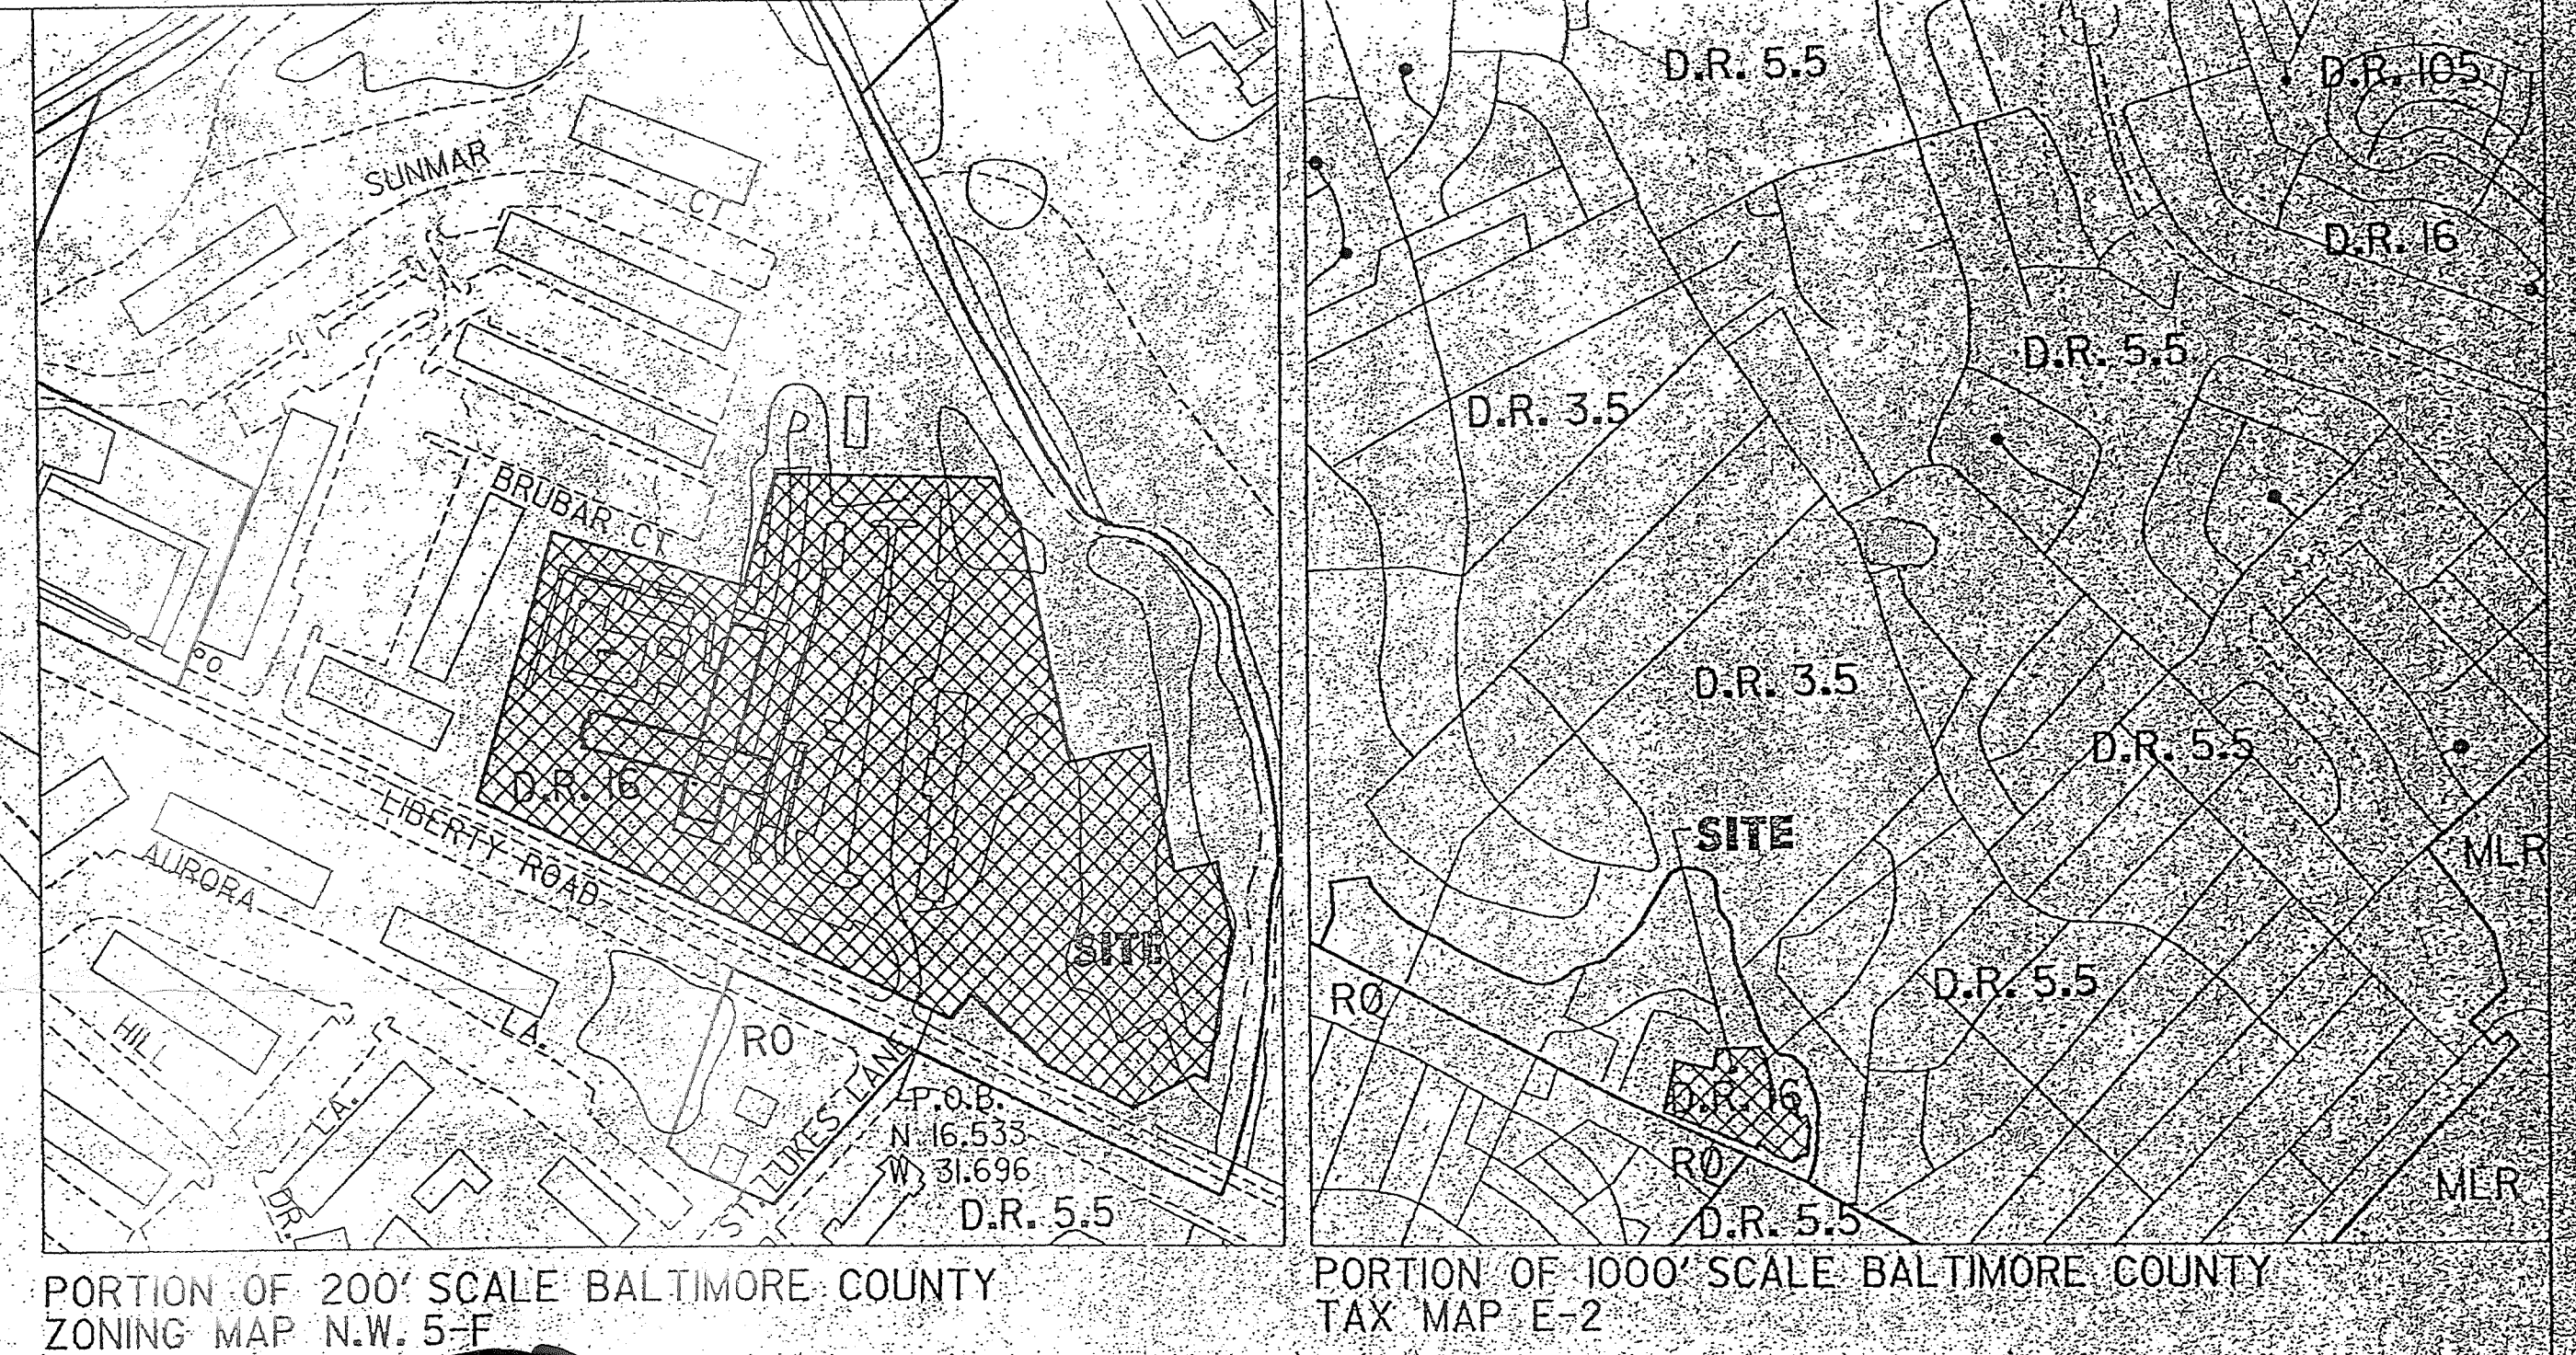 SUNMAR
CT
BRUBAR CT
PO
D.R. 16
LIBERTY ROAD
AURORA
LA.
HILL
LA.
DR.
SITE
RO
ST. LUKES LANE
P.O.B.
N 16.533
W 31.696
D.R. 5.5
PORTION OF 200' SCALE BALTIMORE COUNTY
ZONING MAP N.W. 5-F
D.R. 5.5
D.R. 105
D.R. 16
D.R. 5.5
D.R. 3.5
D.R. 3.5
D.R. 5.5
SITE
MLR
D.R. 5.5
RO
D.R. 16
RO
MLR
D.R. 5.5
PORTION OF 1000' SCALE BALTIMORE COUNTY
TAX MAP E-2